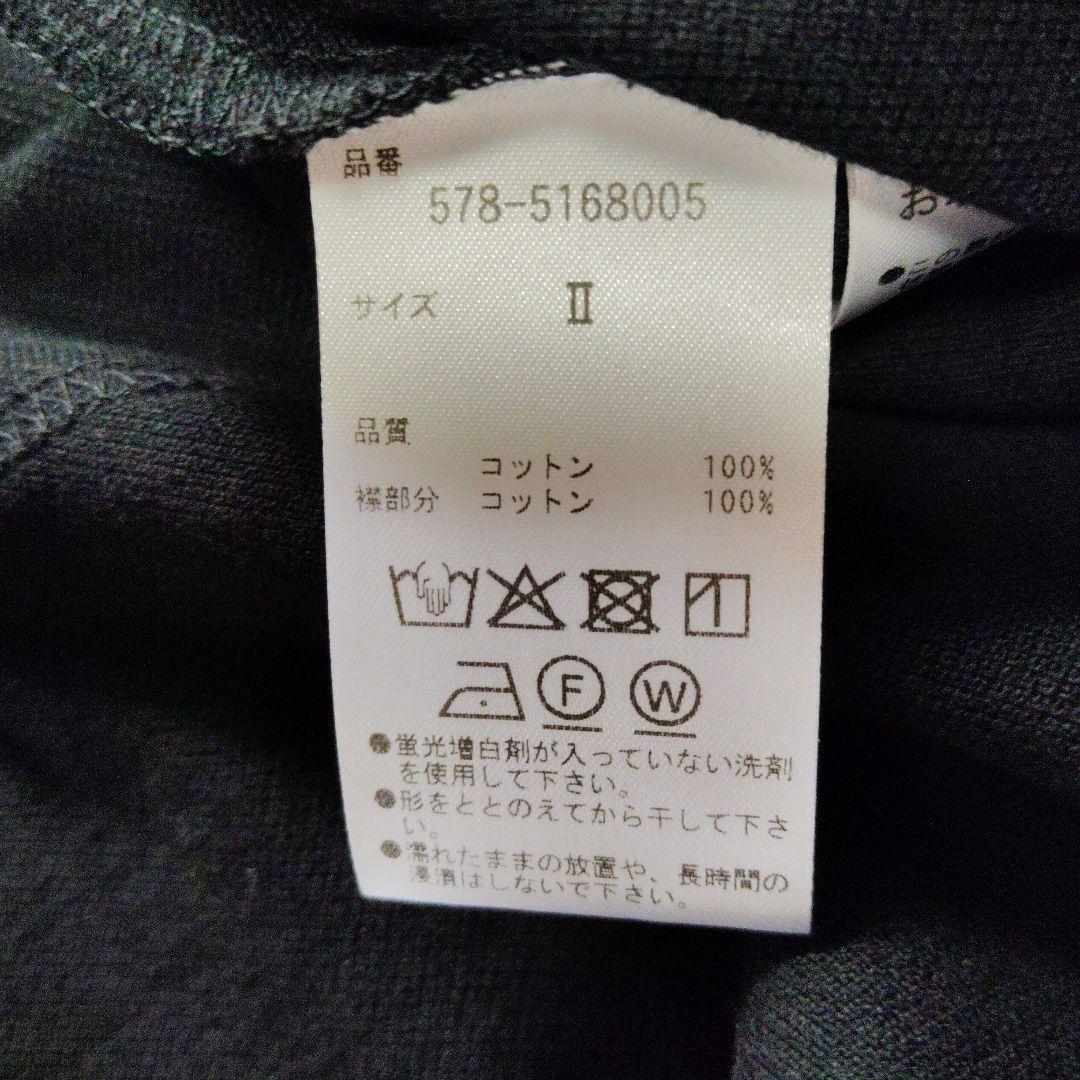 品番
578-5168005
サイズ Ⅱ
品質
コットン 100%
襟部分 コットン 100%
F W
●蛍光増白剤が入っていない洗剤
を使用して下さい。
●形をととのえてから干して下さ
い。
●濡れたままの放置や、長時間の
浸漬はしないで下さい。
お
●この